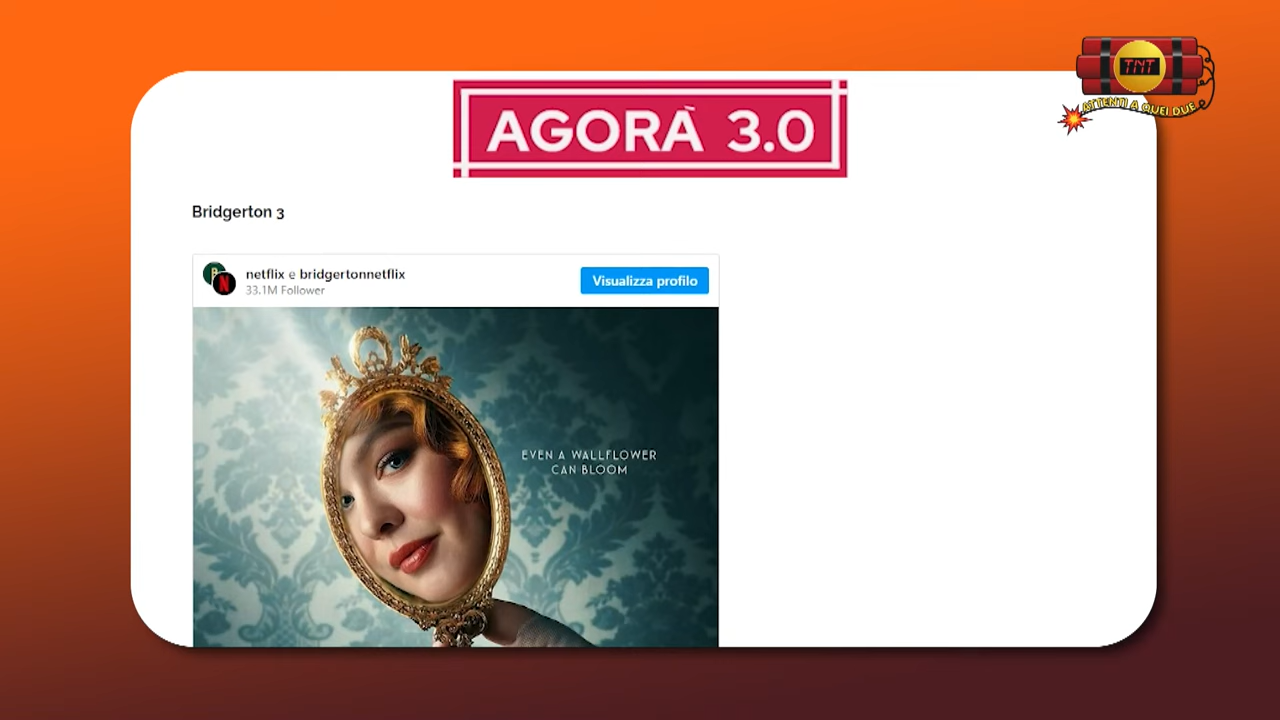 TNT
ATTENTI A QUEI DUE
AGORÀ 3.0
Bridgerton 3
netflix e bridgertonnetflix
33.1M Follower
Visualizza profilo
B
N
EVEN A WALLFLOWER
CAN BLOOM